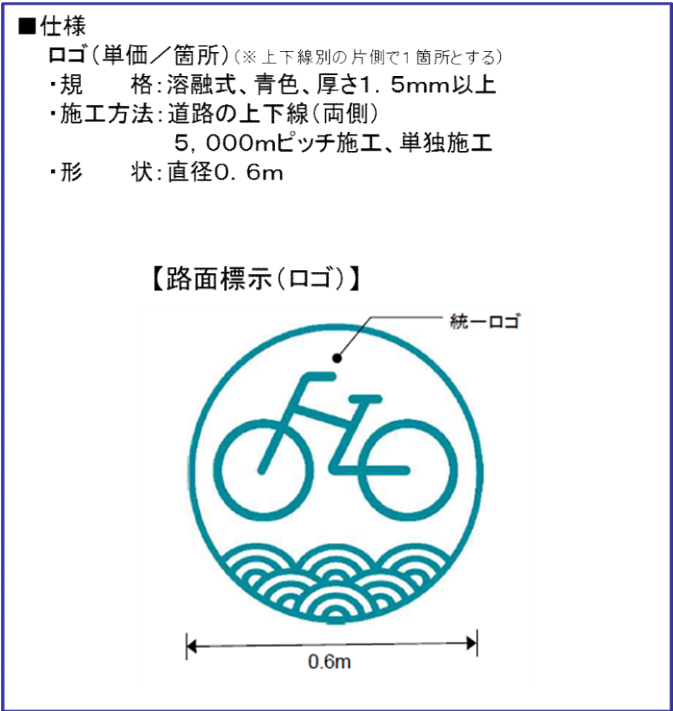 ■仕様
ロゴ(単価/箇所)(※上下線別の片側で1箇所とする)
・規　　格:溶融式、青色、厚さ1.5mm以上
・施工方法:道路の上下線(両側)
5,000mピッチ施工、単独施工
・形　　状:直径0.6m
【路面標示(ロゴ)】
統一ロゴ
0.6m